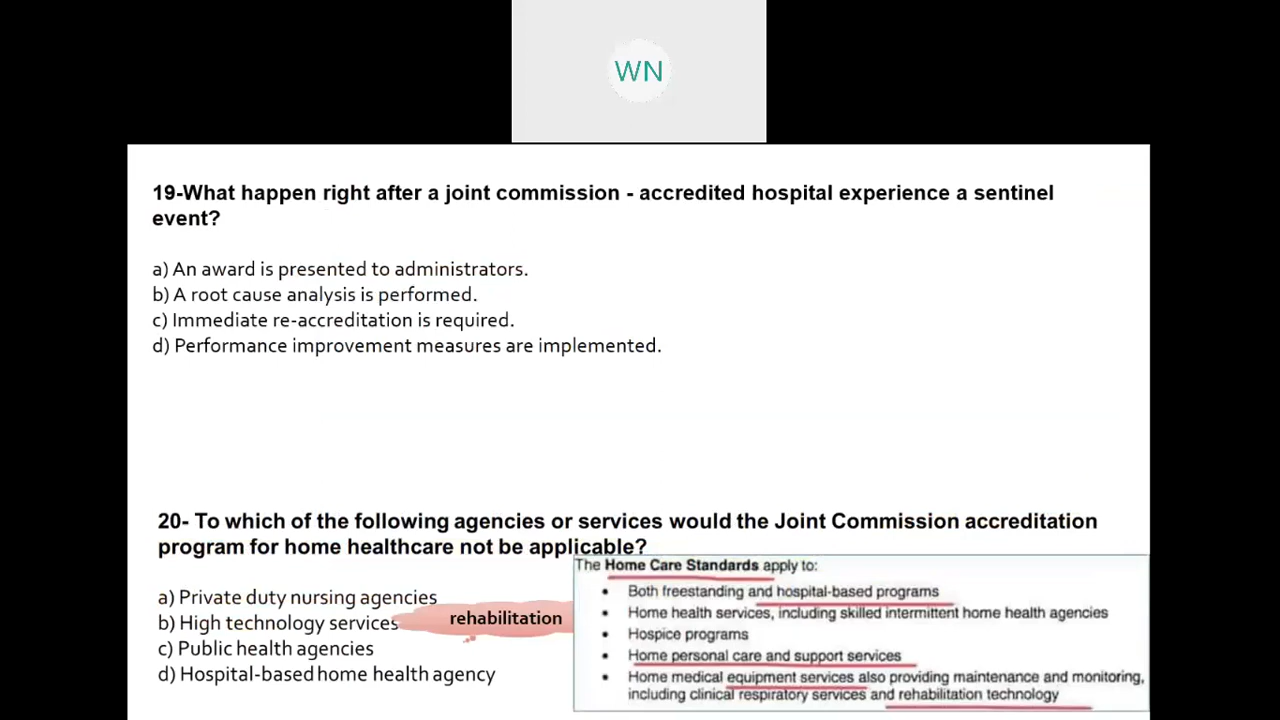 WN
19-What happen right after a joint commission - accredited hospital experience a sentinel
event?
a) An award is presented to administrators.
b) A root cause analysis is performed.
c) Immediate re-accreditation is required.
d) Performance improvement measures are implemented.
20- To which of the following agencies or services would the Joint Commission accreditation
program for home healthcare not be applicable?
a) Private duty nursing agencies
b) High technology services
c) Public health agencies
d) Hospital-based home health agency
rehabilitation
The Home Care Standards apply to:
• Both freestanding and hospital-based programs
• Home health services, including skilled intermittent home health agencies
• Hospice programs
• Home personal care and support services
• Home medical equipment services also providing maintenance and monitoring,
including clinical respiratory services and rehabilitation technology